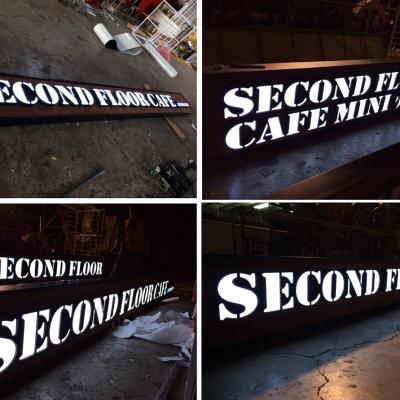 ECOND FLOOR CAFE
SECOND FL
CAFE MINI
ECOND FLOOR
SECOND FLOOR CAFE
SECOND F